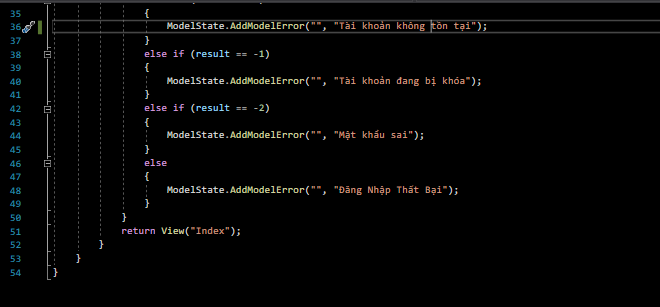 35 {
36 ModelState.AddModelError("", "Tài khoản không tồn tại");
37 }
38 else if (result == -1)
39 {
40 ModelState.AddModelError("", "Tài khoản đang bị khóa");
41 }
42 else if (result == -2)
43 {
44 ModelState.AddModelError("", "Mật khẩu sai");
45 }
46 else
47 {
48 ModelState.AddModelError("", "Đăng Nhập Thất Bại");
49 }
50 }
51 return View("Index");
52 }
53 }
54 }